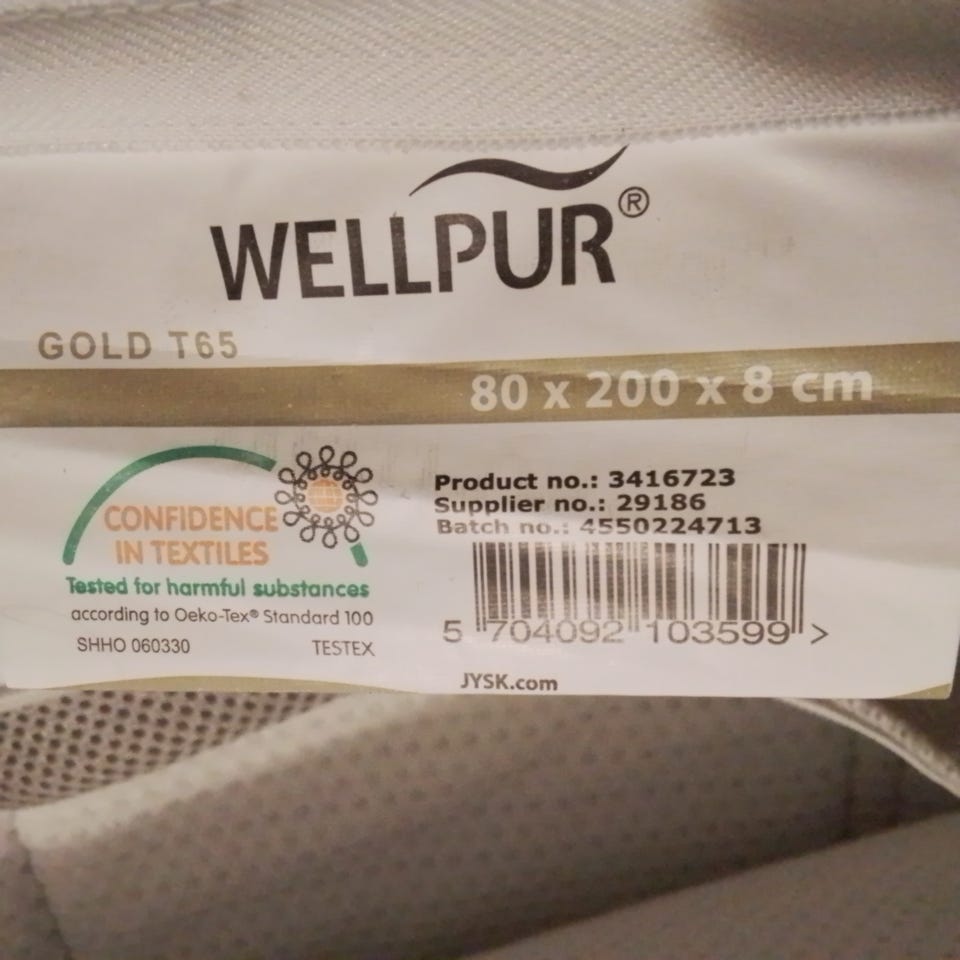 WELLPUR®
GOLD T65
80 x 200 x 8 cm
CONFIDENCE
IN TEXTILES
Tested for harmful substances
according to Oeko-Tex® Standard 100
SHHO 060330 TESTEX
Product no.: 3416723
Supplier no.: 29186
Batch no.: 4550224713
5 704092 103599 >
JYSK.com